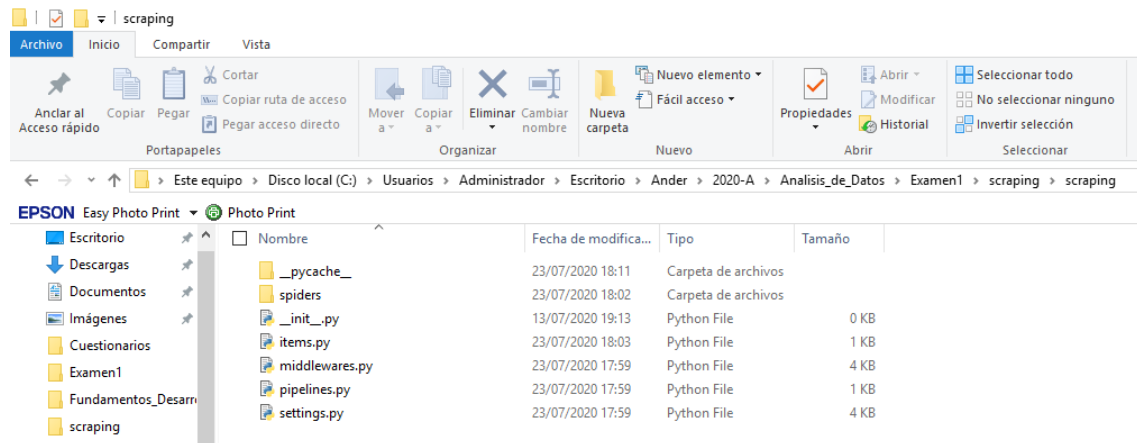 scraping
Archivo Inicio Compartir Vista
Anclar al Acceso rápido
Copiar
Pegar
Cortar
Copiar ruta de acceso
Pegar acceso directo
Portapapeles
Mover a
Copiar a
Eliminar
Cambiar nombre
Organizar
Nueva carpeta
Nuevo elemento
Fácil acceso
Nuevo
Propiedades
Abrir
Modificar
Historial
Abrir
Seleccionar todo
No seleccionar ninguno
Invertir selección
Seleccionar
Este equipo > Disco local (C:) > Usuarios > Administrador > Escritorio > Ander > 2020-A > Analisis_de_Datos > Examen1 > scraping > scraping
EPSON Easy Photo Print Photo Print
Escritorio
Descargas
Documentos
Imágenes
Cuestionarios
Examen1
Fundamentos_Desarr
scraping
Nombre Fecha de modifica... Tipo Tamaño
__pycache__ 23/07/2020 18:11 Carpeta de archivos
spiders 23/07/2020 18:02 Carpeta de archivos
__init__.py 13/07/2020 19:13 Python File 0 KB
items.py 23/07/2020 18:03 Python File 1 KB
middlewares.py 23/07/2020 17:59 Python File 4 KB
pipelines.py 23/07/2020 17:59 Python File 1 KB
settings.py 23/07/2020 17:59 Python File 4 KB